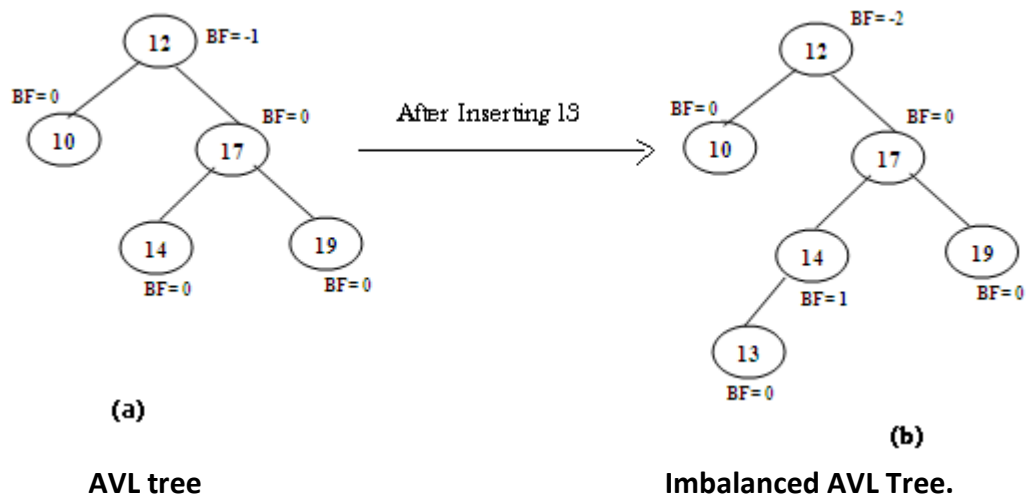 12 BF= -1
BF= 0
10
BF= 0
17
14
BF= 0
19
BF= 0
(a)
AVL tree
After Inserting 13
BF= -2
12
BF= 0
10
BF= 0
17
14
BF= 1
19
BF= 0
13
BF= 0
(b)
Imbalanced AVL Tree.